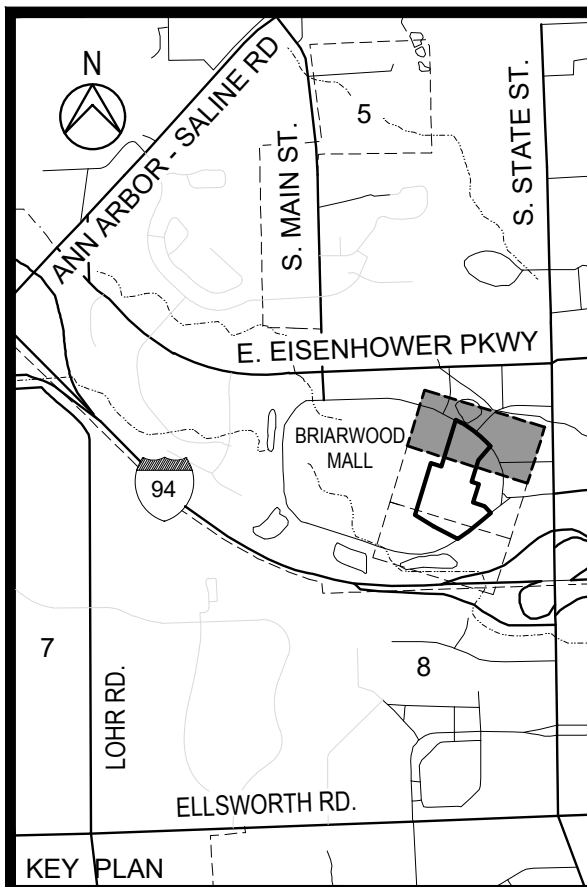 N
ANN ARBOR - SALINE RD
5
S. MAIN ST.
S. STATE ST.
E. EISENHOWER PKWY
BRIARWOOD
MALL
94
7
LOHR RD.
8
ELLSWORTH RD.
KEY PLAN